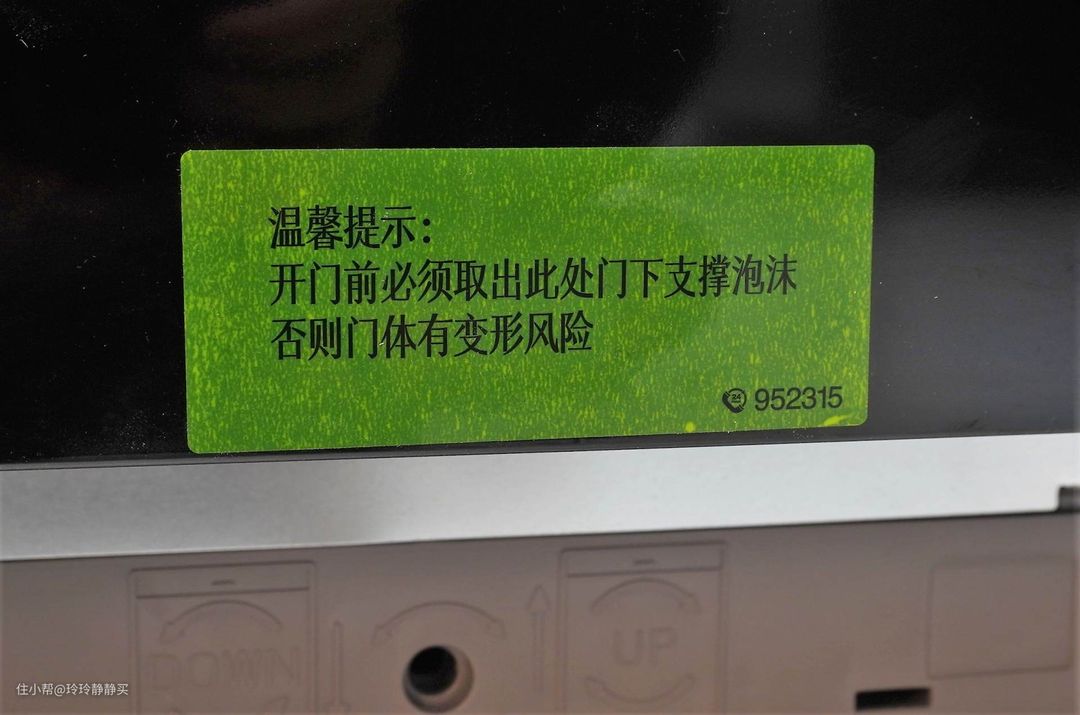 温馨提示：
开门前必须取出此处门下支撑泡沫
否则门体有变形风险
24
952315
DOWN
UP
住小帮@玲玲静静买